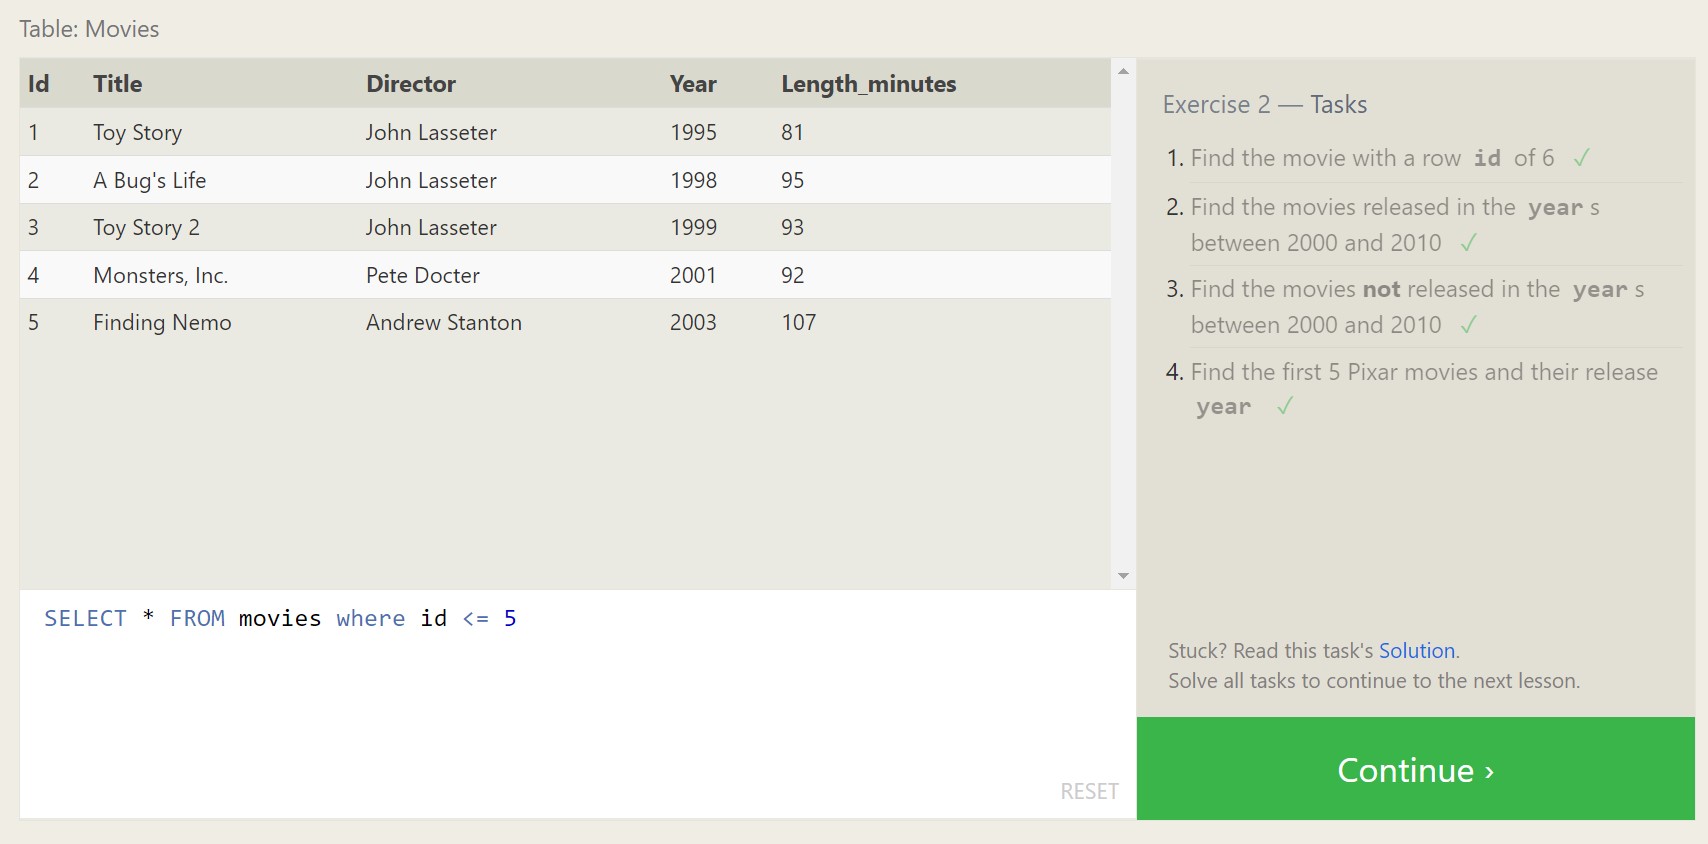 Table: Movies
Id Title Director Year Length_minutes
1 Toy Story John Lasseter 1995 81
2 A Bug's Life John Lasseter 1998 95
3 Toy Story 2 John Lasseter 1999 93
4 Monsters, Inc. Pete Docter 2001 92
5 Finding Nemo Andrew Stanton 2003 107
SELECT * FROM movies where id <= 5
RESET
Exercise 2 — Tasks
1. Find the movie with a row id of 6 ✓
2. Find the movies released in the year s
between 2000 and 2010 ✓
3. Find the movies not released in the year s
between 2000 and 2010 ✓
4. Find the first 5 Pixar movies and their release
year ✓
Stuck? Read this task's Solution.
Solve all tasks to continue to the next lesson.
Continue ›